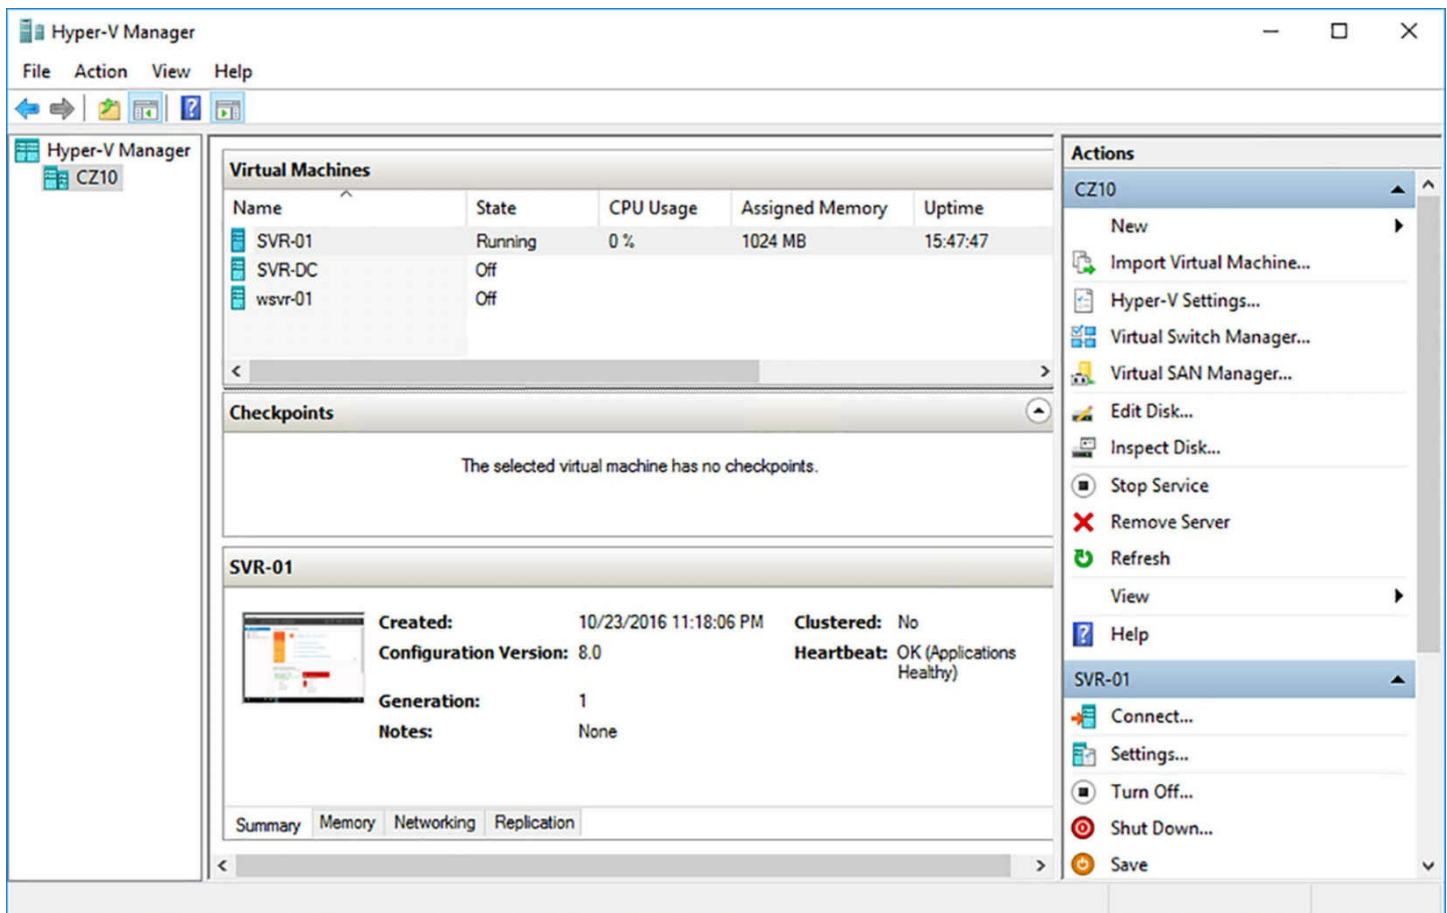 Hyper-V Manager
File Action View Help
Hyper-V Manager
CZ10
Virtual Machines
Name State CPU Usage Assigned Memory Uptime
SVR-01 Running 0 % 1024 MB 15:47:47
SVR-DC Off
wsvr-01 Off
Checkpoints
The selected virtual machine has no checkpoints.
SVR-01
Created: 10/23/2016 11:18:06 PM Clustered: No
Configuration Version: 8.0 Heartbeat: OK (Applications
Healthy)
Generation: 1
Notes: None
Summary Memory Networking Replication
Actions
CZ10
New
Import Virtual Machine...
Hyper-V Settings...
Virtual Switch Manager...
Virtual SAN Manager...
Edit Disk...
Inspect Disk...
Stop Service
Remove Server
Refresh
View
Help
SVR-01
Connect...
Settings...
Turn Off...
Shut Down...
Save